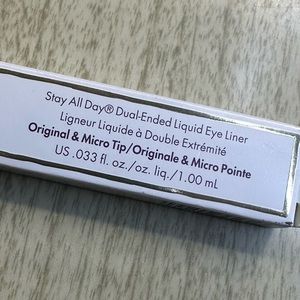 Stay All Day® Dual-Ended Liquid Eye Liner
Ligneur Liquide à Double Extrémité
Original & Micro Tip/Originale & Micro Pointe
US .033 fl. oz./oz. liq./1.00 mL